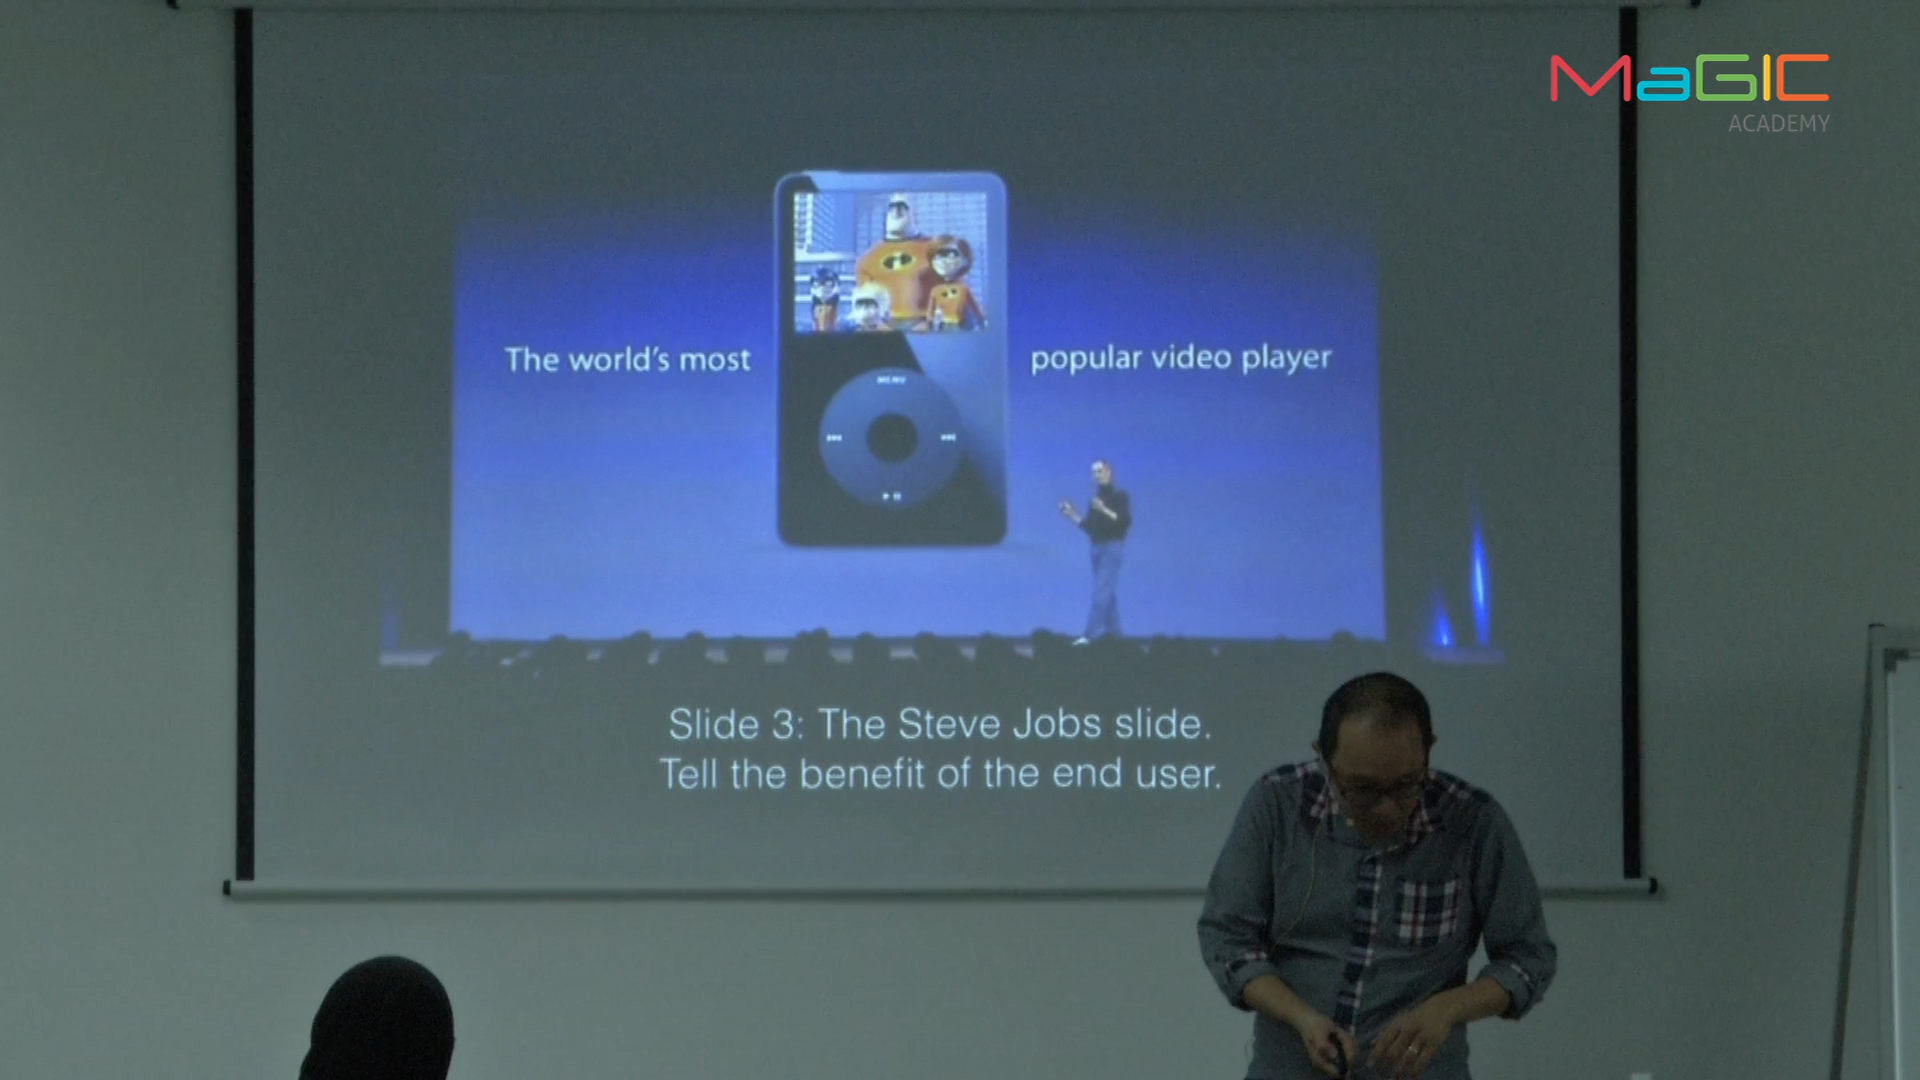 MaGIC
ACADEMY
The world's most popular video player
MENU
Slide 3: The Steve Jobs slide.
Tell the benefit of the end user.